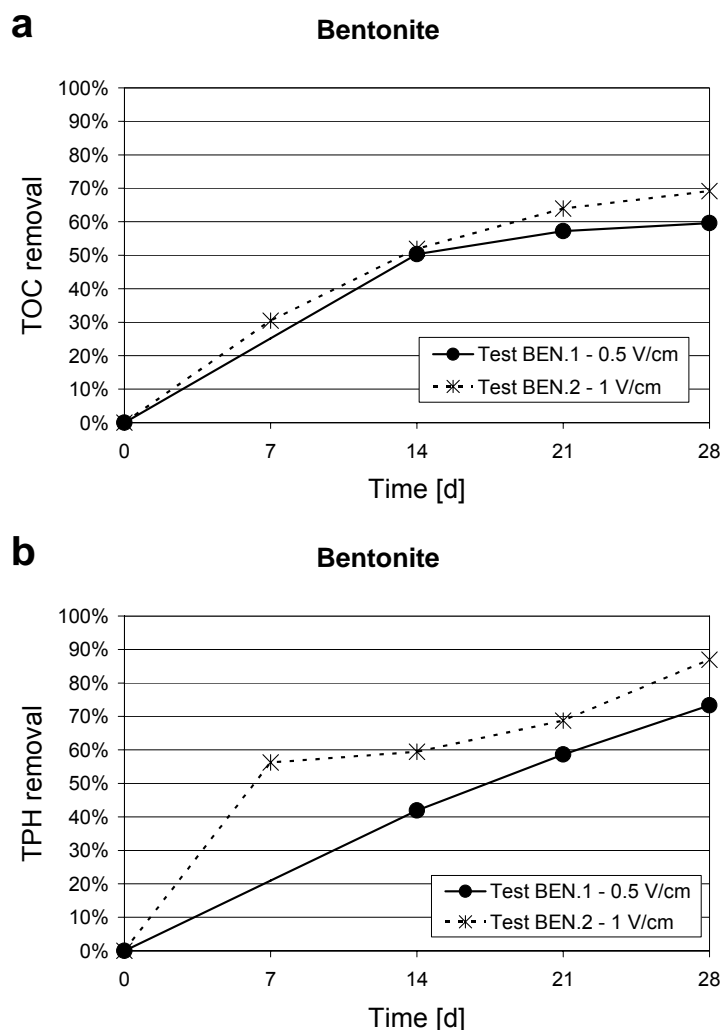 a
Bentonite
100%
90%
80%
70%
60%
50%
40%
30%
20%
10%
0%
TOC removal
Test BEN.1 - 0.5 V/cm
Test BEN.2 - 1 V/cm
0 7 14 21 28
Time [d]
b
Bentonite
100%
90%
80%
70%
60%
50%
40%
30%
20%
10%
0%
TPH removal
Test BEN.1 - 0.5 V/cm
Test BEN.2 - 1 V/cm
0 7 14 21 28
Time [d]